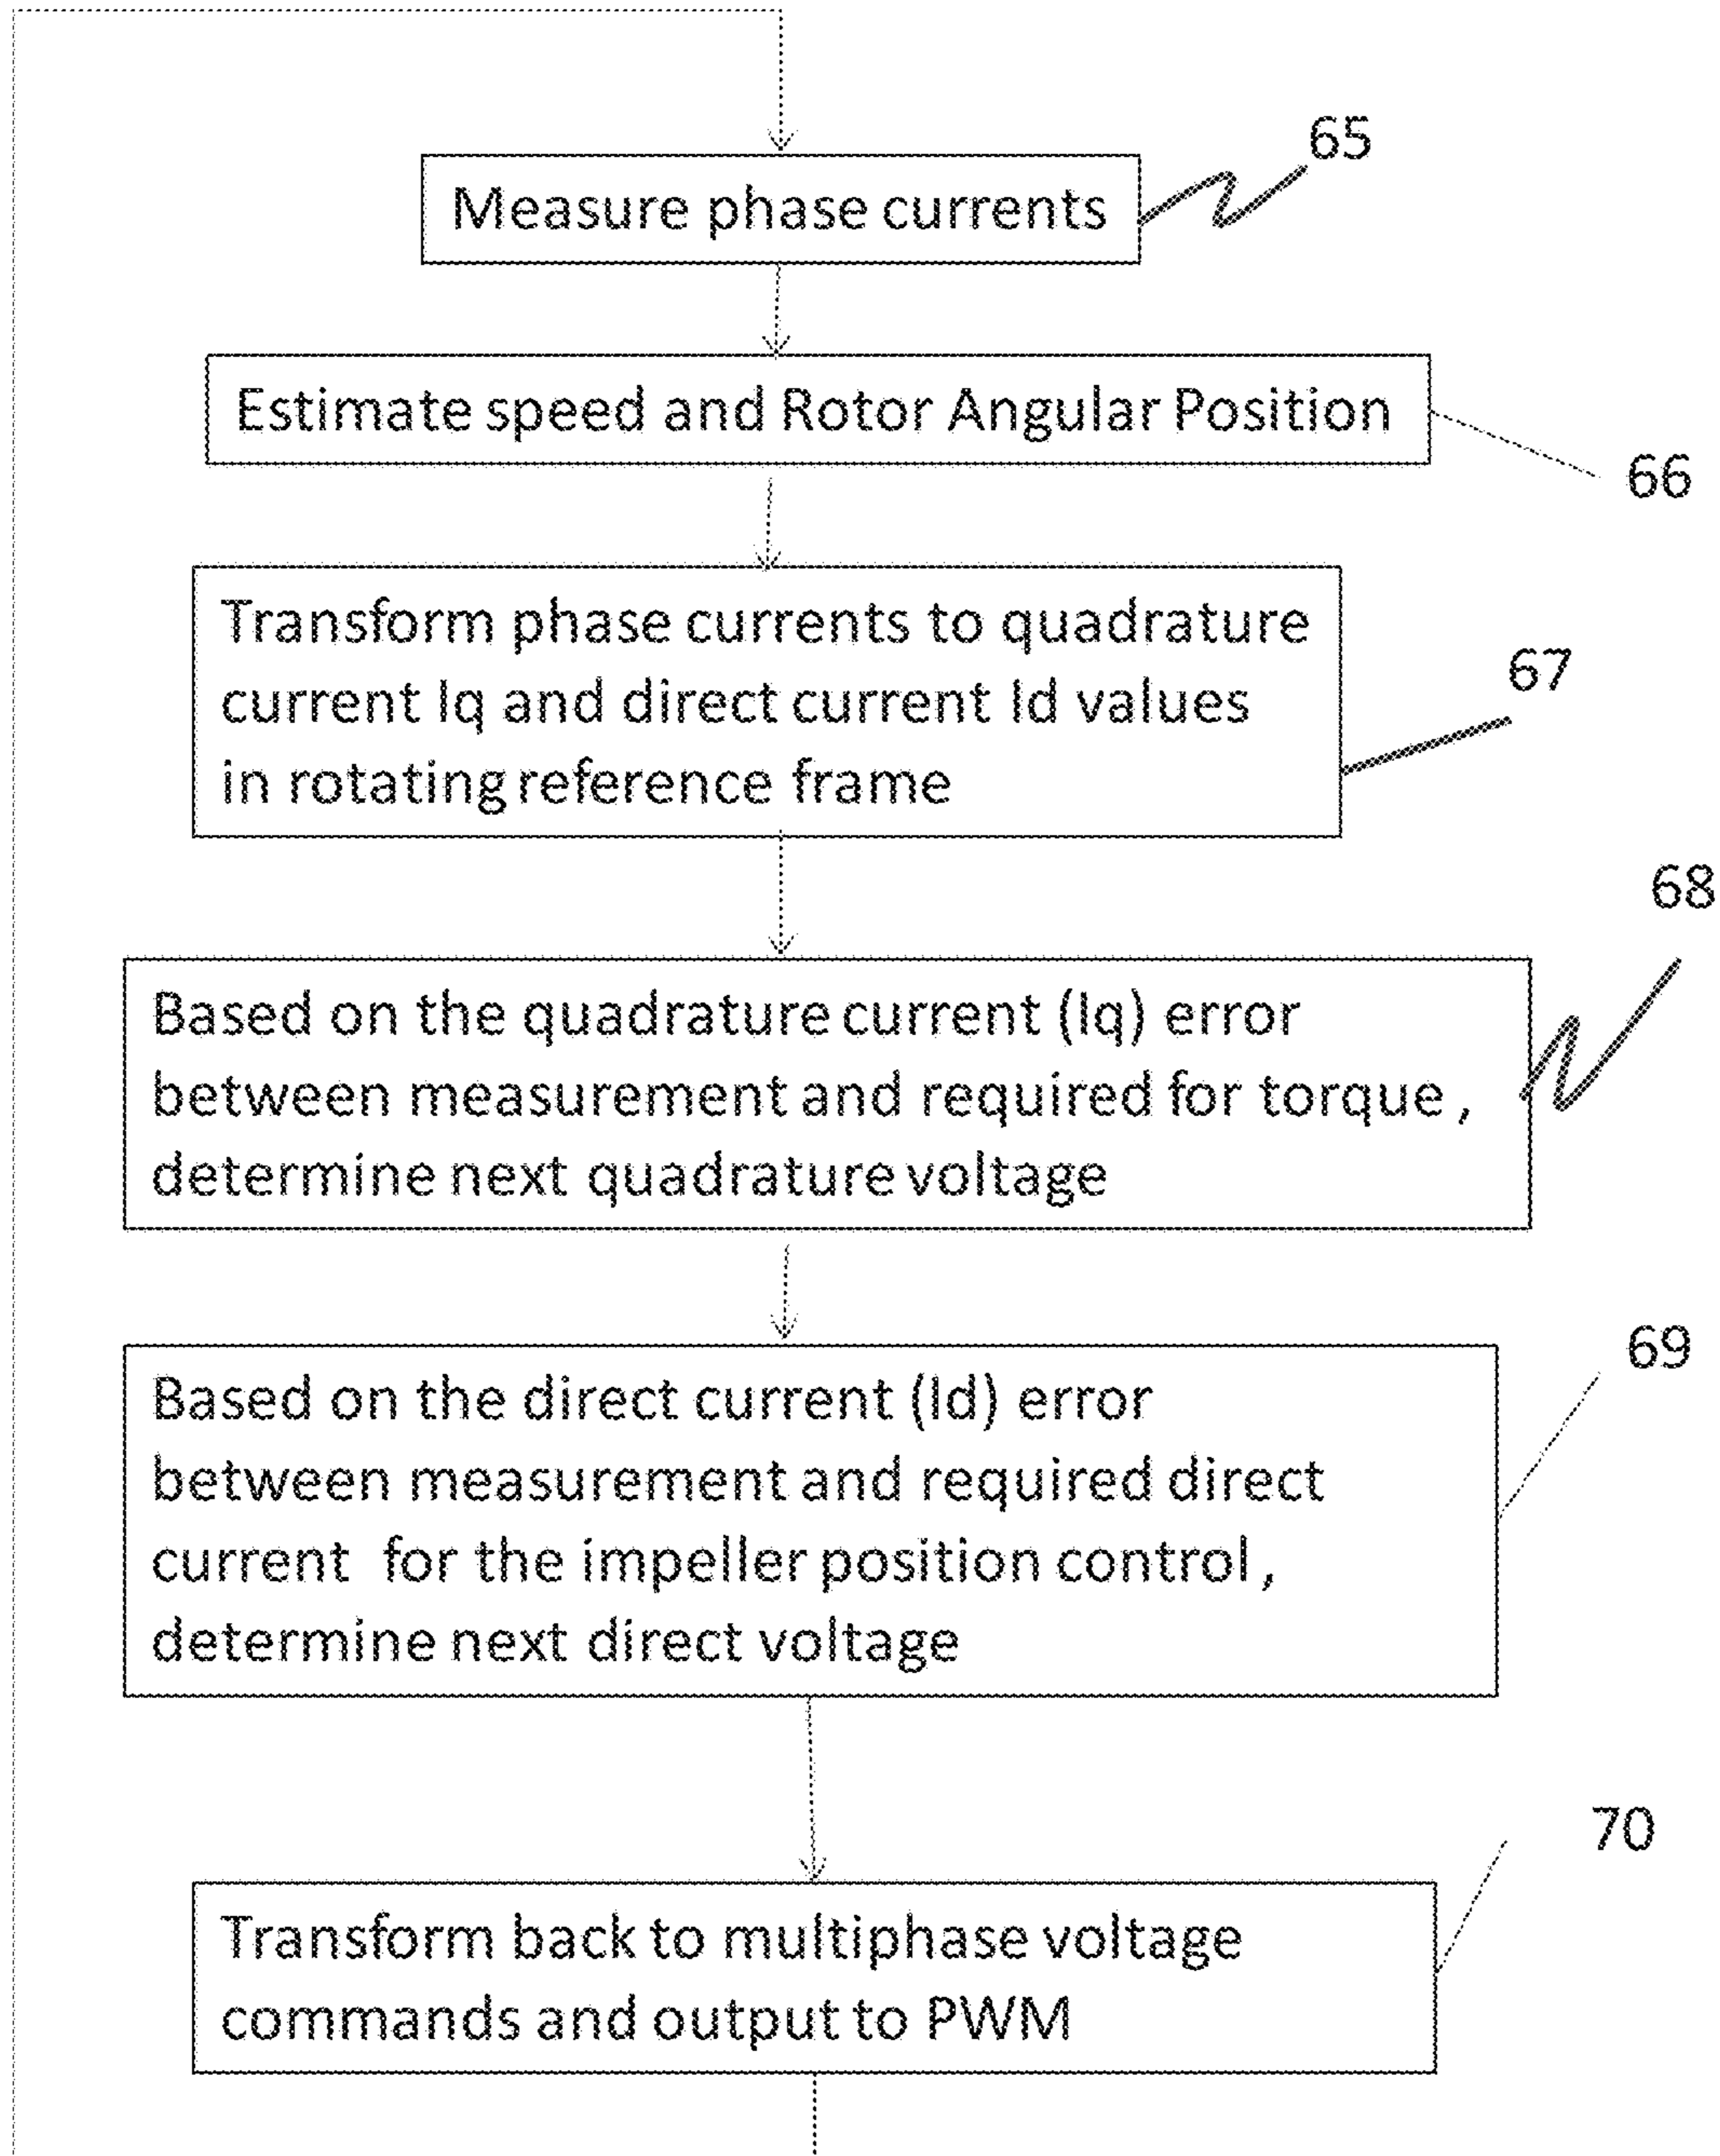 65
Measure phase currents
Estimate speed and Rotor Angular Position
66
Transform phase currents to quadrature
current Iq and direct current Id values
in rotating reference frame
67
68
Based on the quadrature current (Iq) error
between measurement and required for torque ,
determine next quadrature voltage
69
Based on the direct current (Id) error
between measurement and required direct
current for the impeller position control ,
determine next direct voltage
70
Transform back to multiphase voltage
commands and output to PWM